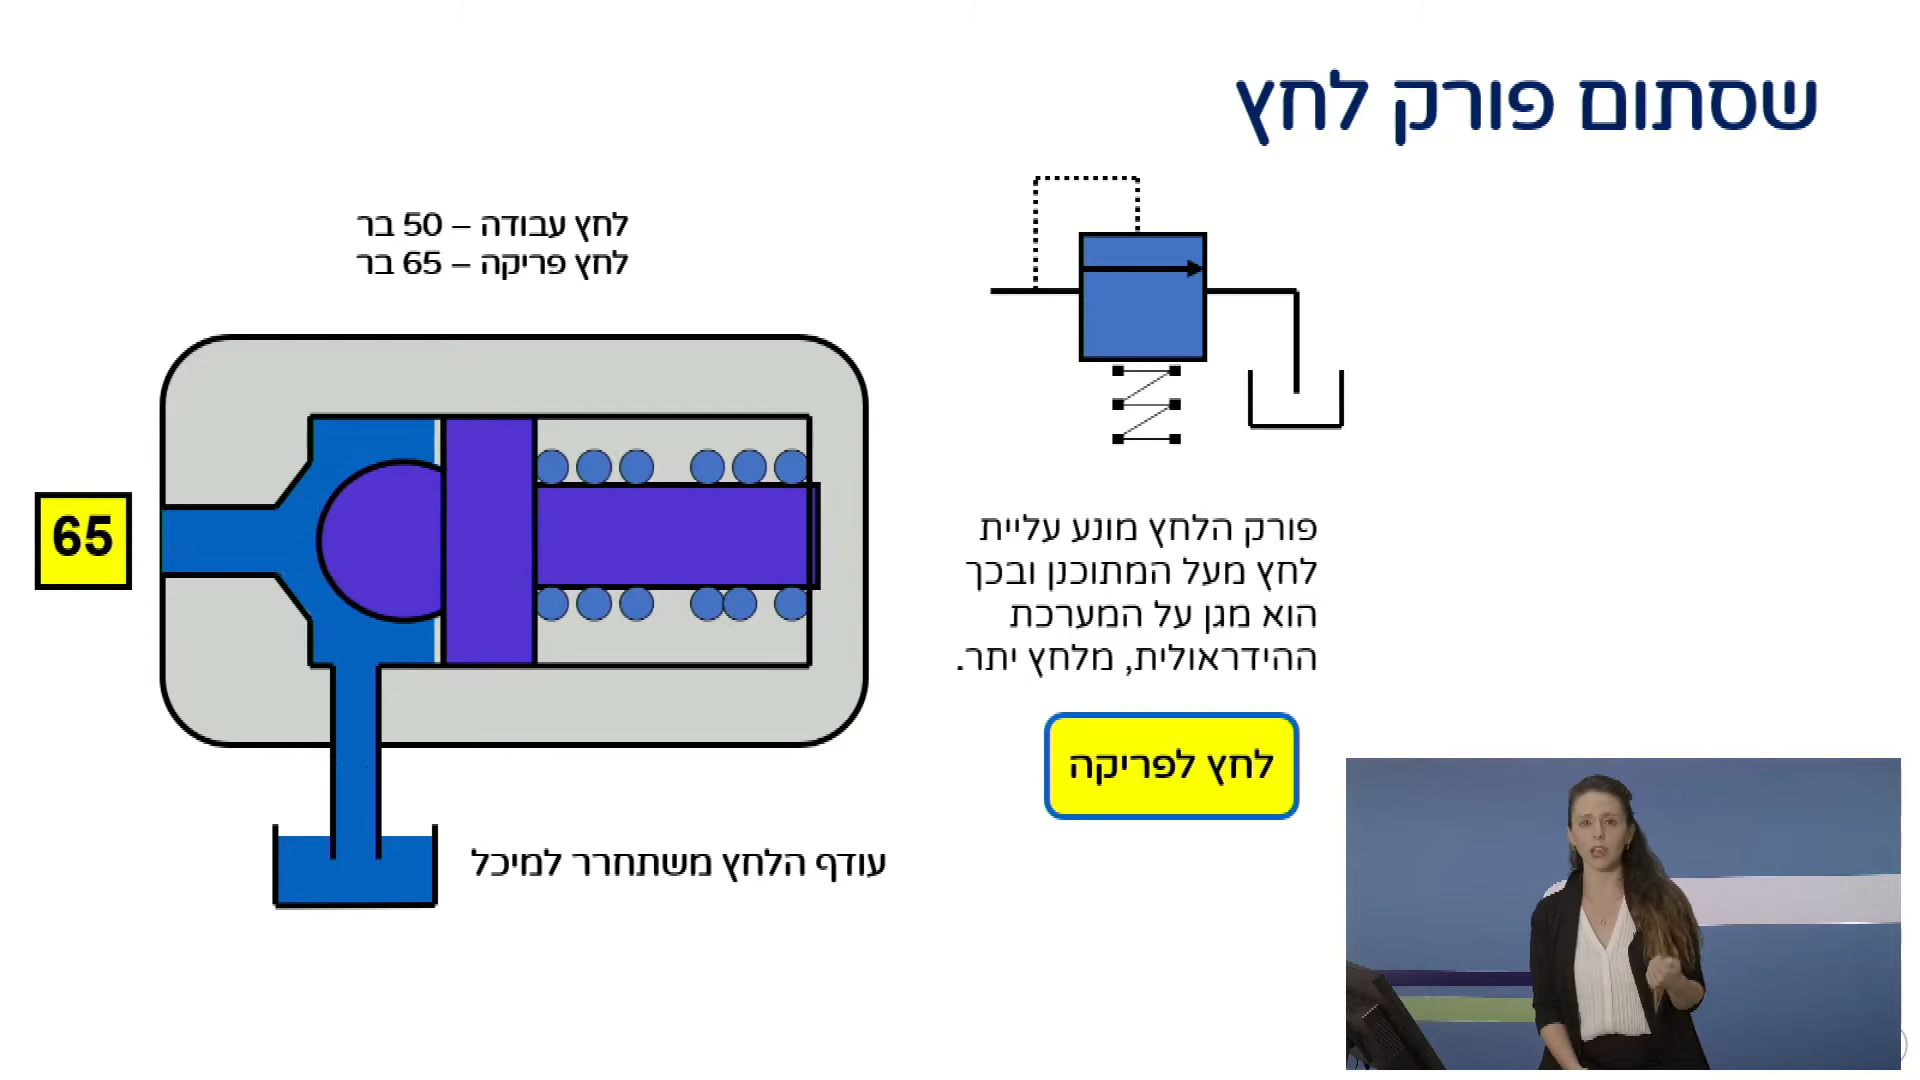 שסתום פורק לחץ
לחץ עבודה – 50 בר
לחץ פריקה – 65 בר
65
פורק הלחץ מונע עליית
לחץ מעל המתוכנן ובכך
הוא מגן על המערכת
ההידראולית, מלחץ יתר.
לחץ לפריקה
עודף הלחץ משתחרר למיכל